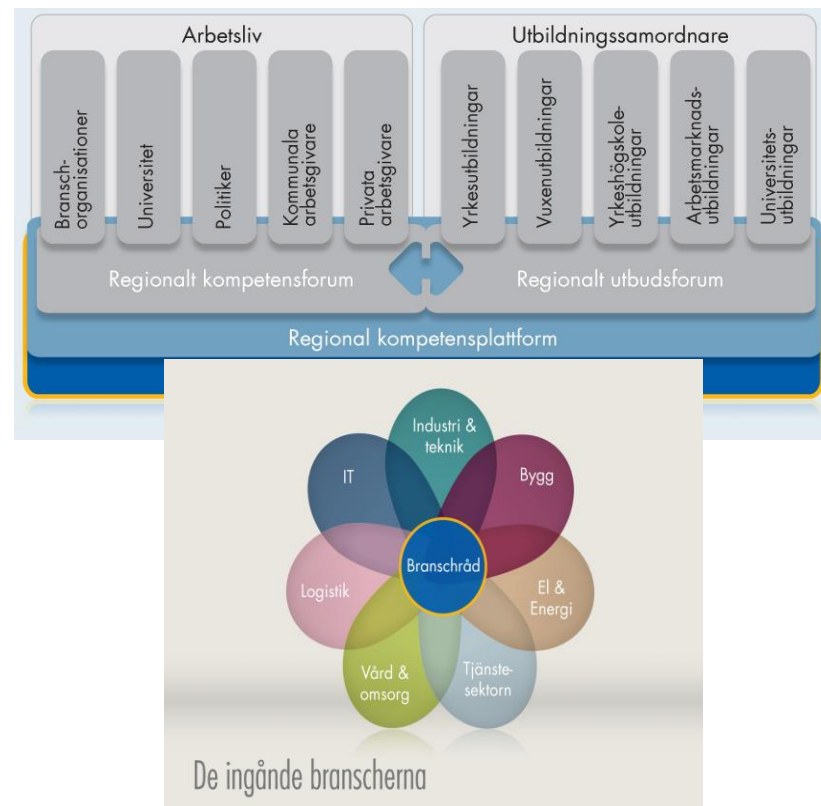 Arbetsliv
Bransch-
organisationer
Universitet
Politiker
Kommunala
arbetsgivare
Privata
arbetsgivare
Regionalt kompetensforum
Utbildningssamordnare
Yrkesutbildningar
Vuxenutbildningar
Yrkeshögskole-
utbildningar
Arbetsmarknads-
utbildningar
Universitets-
utbildningar
Regionalt utbudsforum
Regional kompetensplattform
Industri &
teknik
IT
Bygg
Branschråd
Logistik
El &
Energi
Vård &
omsorg
Tjänste-
sektorn
De ingånde branscherna